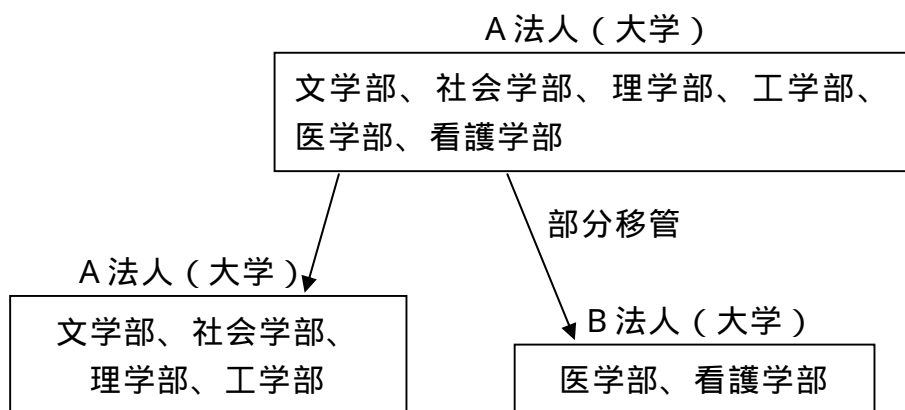 A法人（大学）
文学部、社会学部、理学部、工学部、
医学部、看護学部
部分移管
A法人（大学）
文学部、社会学部、
理学部、工学部
B法人（大学）
医学部、看護学部